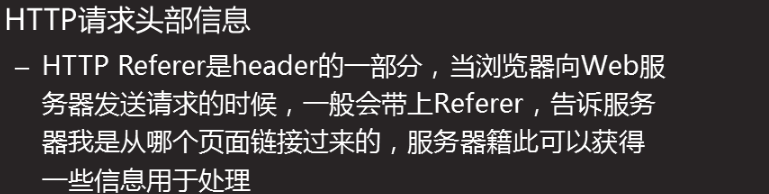 HTTP请求头部信息
– HTTP Referer是header的一部分，当浏览器向Web服
务器发送请求的时候，一般会带上Referer，告诉服务
器我是从哪个页面链接过来的，服务器籍此可以获得
一些信息用于处理